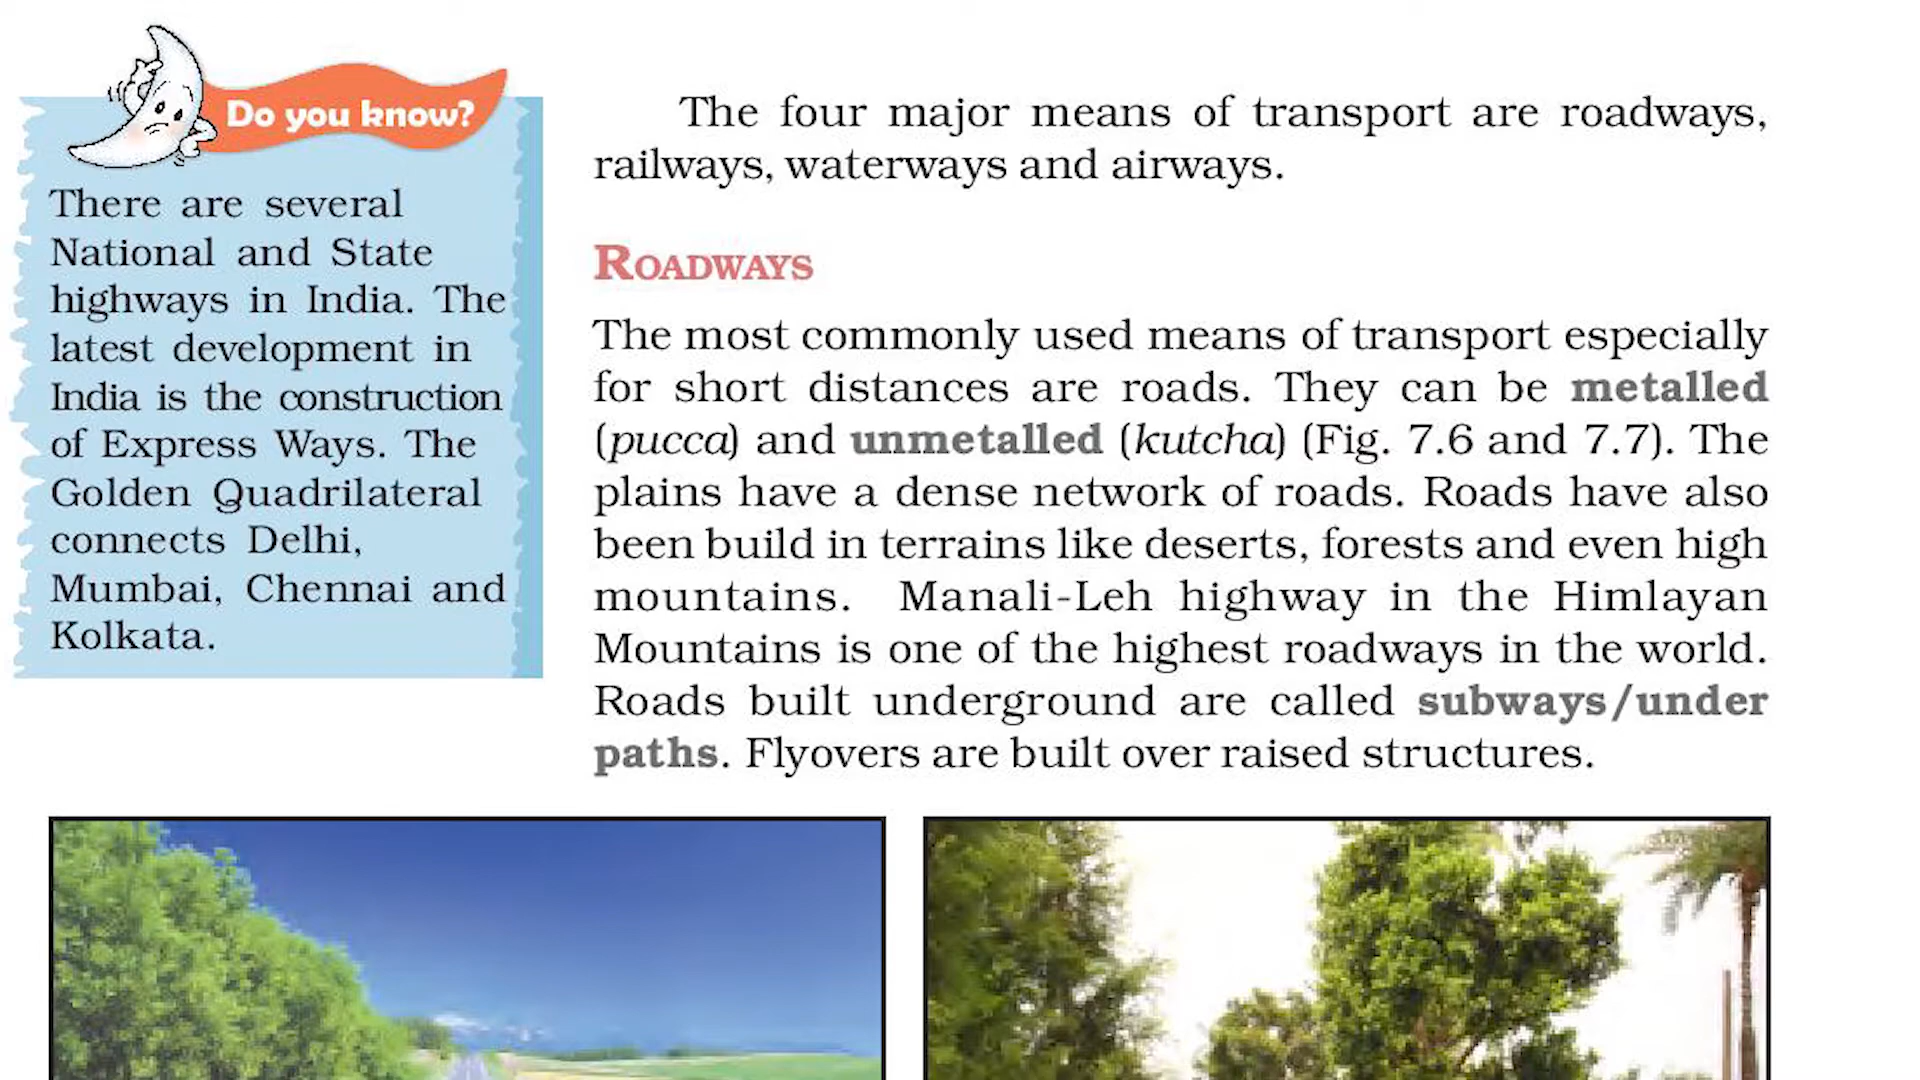 Do you know?
There are several
National and State
highways in India. The
latest development in
India is the construction
of Express Ways. The
Golden Quadrilateral
connects Delhi,
Mumbai, Chennai and
Kolkata.
The four major means of transport are roadways,
railways, waterways and airways.
ROADWAYS
The most commonly used means of transport especially
for short distances are roads. They can be metalled
(pucca) and unmetalled (kutcha) (Fig. 7.6 and 7.7). The
plains have a dense network of roads. Roads have also
been build in terrains like deserts, forests and even high
mountains. Manali-Leh highway in the Himlayan
Mountains is one of the highest roadways in the world.
Roads built underground are called subways/under
paths. Flyovers are built over raised structures.